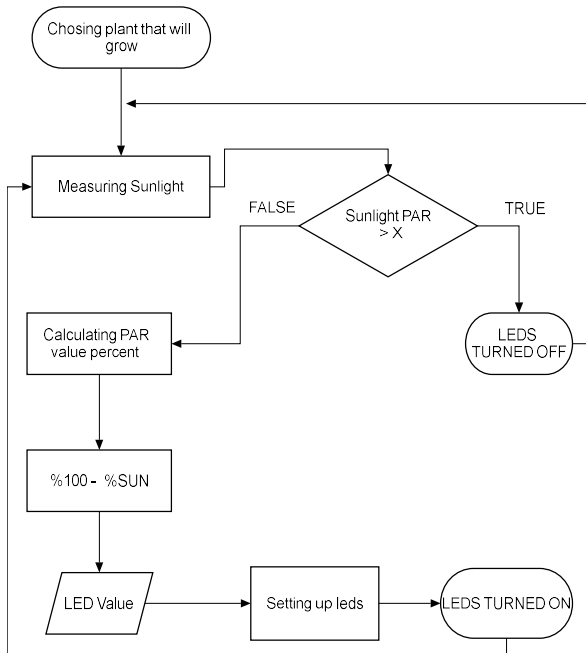 Chosing plant that will
grow
Measuring Sunlight
FALSE
Sunlight PAR
> X
TRUE
Calculating PAR
value percent
LEDS
TURNED OFF
%100 - %SUN
LED Value
Setting up leds
LEDS TURNED ON